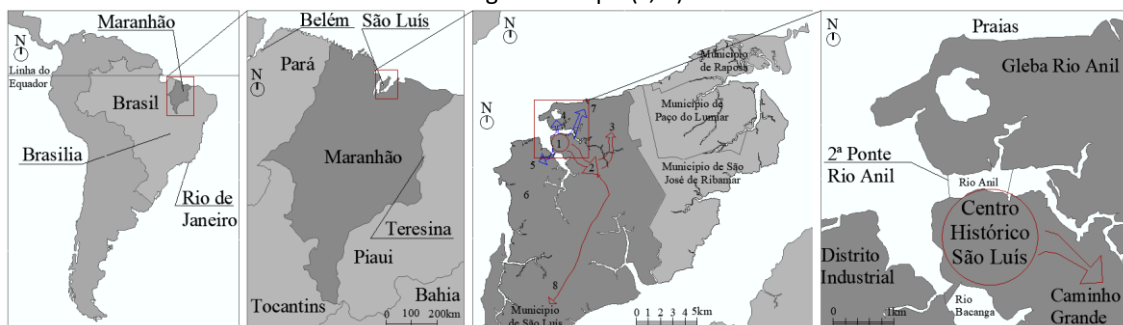 N
Maranhão
Linha do
Equador
Brasil
Brasilia
Rio de
Janeiro
N
Belém
São Luís
Pará
Maranhão
Teresina
Piaui
Tocantins
Bahia
0 200km
N
Município
de Raposa
Município de
Paço do Lumiar
Município de São
José de Ribamar
1
2
3
4
5
6
7
8
Município
de São Luís
0 1 2 3 4 5km
N
Praias
Gleba Rio Anil
2ª Ponte
Rio Anil
Rio Anil
Centro
Histórico
São Luís
Distrito
Industrial
Rio
Bacanga
Caminho
Grande
0 1km